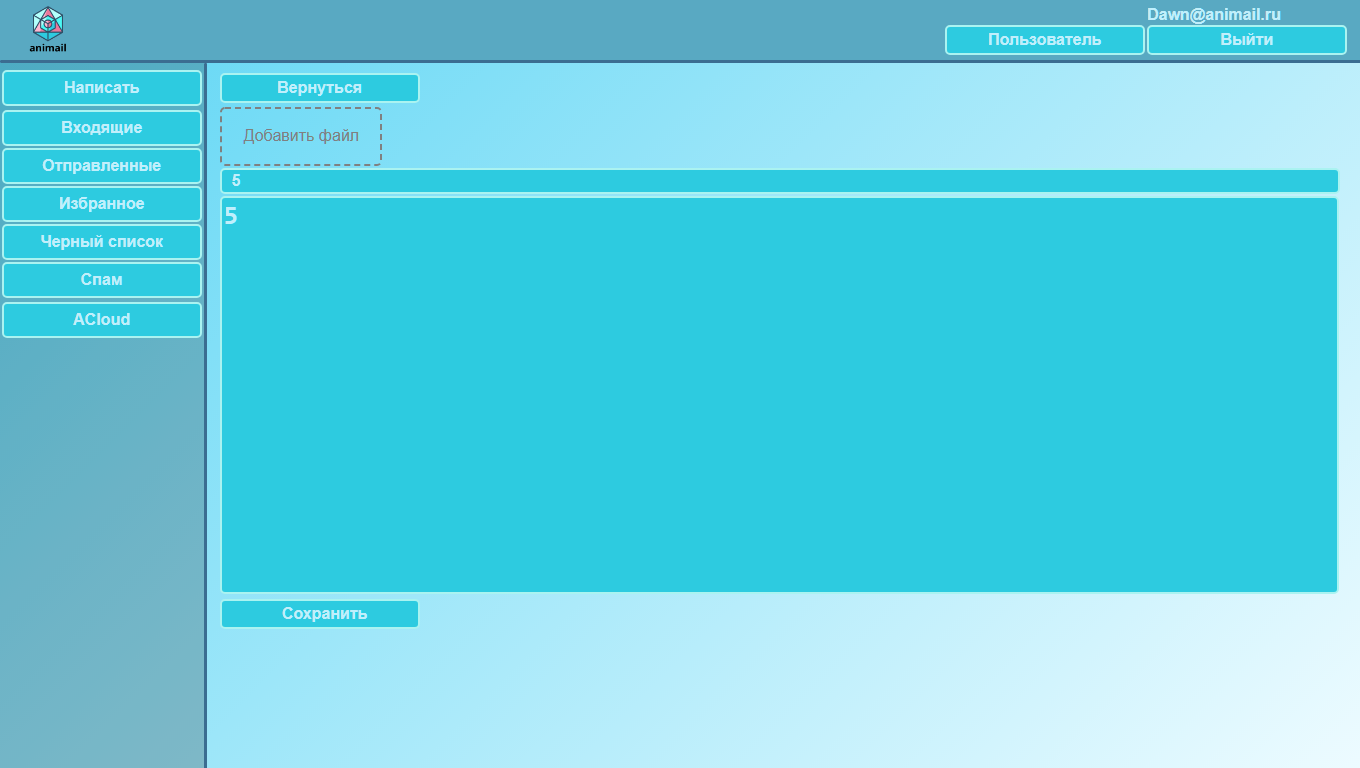 animail
Dawn@animail.ru
Пользователь
Выйти
Написать
Входящие
Отправленные
Избранное
Черный список
Спам
ACloud
Вернуться
Добавить файл
5
5
Сохранить